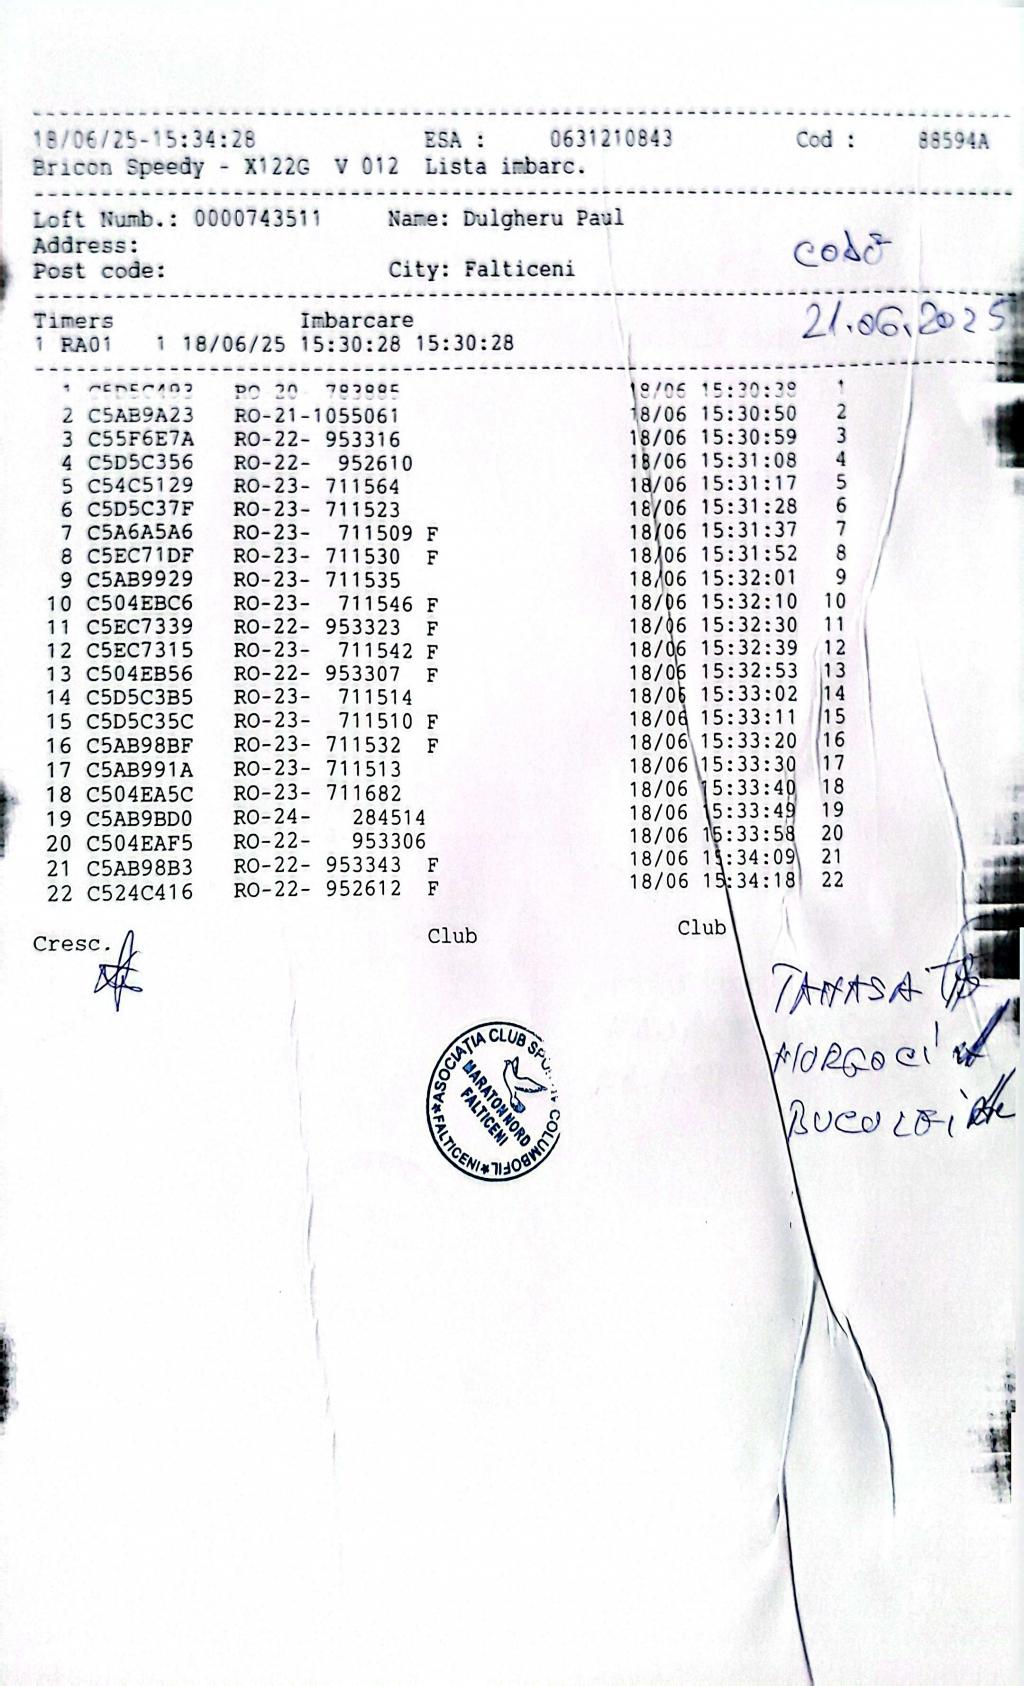 18/06/25-15:34:28 ESA : 0631210843 Cod : 88594A
Bricon Speedy - X122G V 012 Lista imbarc.
Loft Numb.: 0000743511 Name: Dulgheru Paul
Address:
Post code: City: Falticeni
21.06.2025
Timers Imbarcare
1 RA01 1 18/06/25 15:30:28 15:30:28
1 C5D5C493 RO-20- 783885 18/06 15:30:39 1
2 C5AB9A23 RO-21-1055061 18/06 15:30:50 2
3 C55F6E7A RO-22- 953316 18/06 15:30:59 3
4 C5D5C356 RO-22- 952610 18/06 15:31:08 4
5 C54C5129 RO-23- 711564 18/06 15:31:17 5
6 C5D5C37F RO-23- 711523 18/06 15:31:28 6
7 C5A6A5A6 RO-23- 711509 F 18/06 15:31:37 7
8 C5EC71DF RO-23- 711530 F 18/06 15:31:52 8
9 C5AB9929 RO-23- 711535 18/06 15:32:01 9
10 C504EBC6 RO-23- 711546 F 18/06 15:32:10 10
11 C5EC7339 RO-22- 953323 F 18/06 15:32:30 11
12 C5EC7315 RO-23- 711542 F 18/06 15:32:39 12
13 C504EB56 RO-22- 953307 F 18/06 15:32:53 13
14 C5D5C3B5 RO-23- 711514 18/06 15:33:02 14
15 C5D5C35C RO-23- 711510 F 18/06 15:33:11 15
16 C5AB98BF RO-23- 711532 F 18/06 15:33:20 16
17 C5AB991A RO-23- 711513 18/06 15:33:30 17
18 C504EA5C RO-23- 711682 18/06 15:33:40 18
19 C5AB9BD0 RO-24- 284514 18/06 15:33:49 19
20 C504EAF5 RO-22- 953306 18/06 15:33:58 20
21 C5AB98B3 RO-22- 953343 F 18/06 15:34:09 21
22 C524C416 RO-22- 952612 F 18/06 15:34:18 22
Cresc. Club Club
TANASA
MORGOCI
BUCULEI
ASOCIAȚIA CLUB COLUMBOFIL
MARATON NORD
FALTICENI
*FALTICENI*